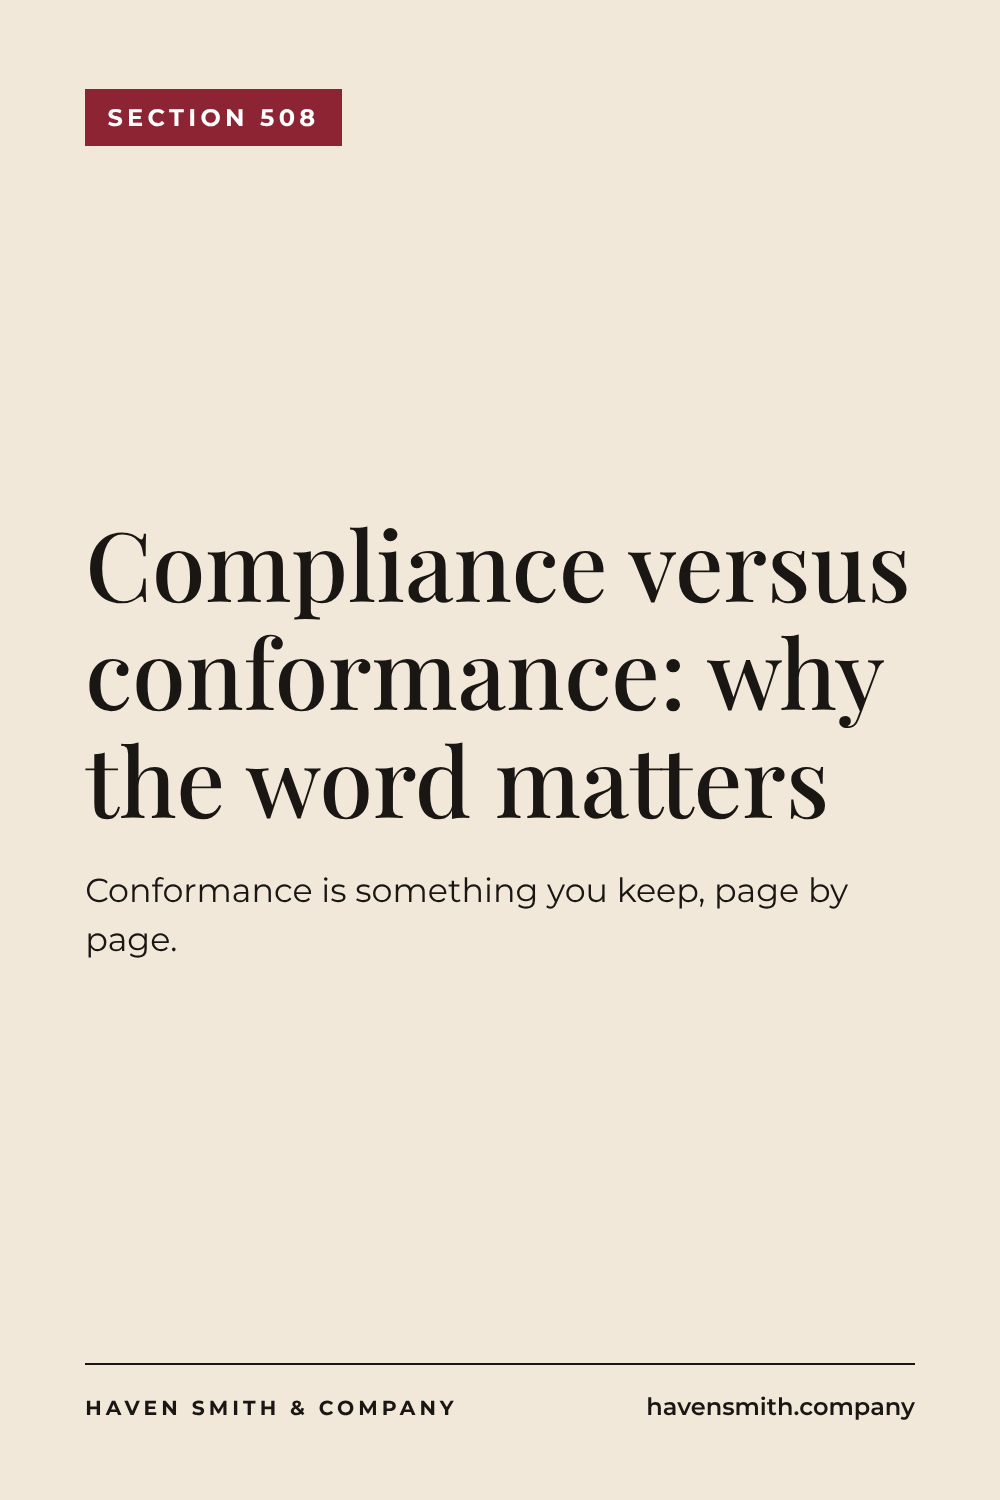 SECTION 508
Compliance versus
conformance: why
the word matters
Conformance is something you keep, page by
page.
HAVEN SMITH & COMPANY
havensmith.company